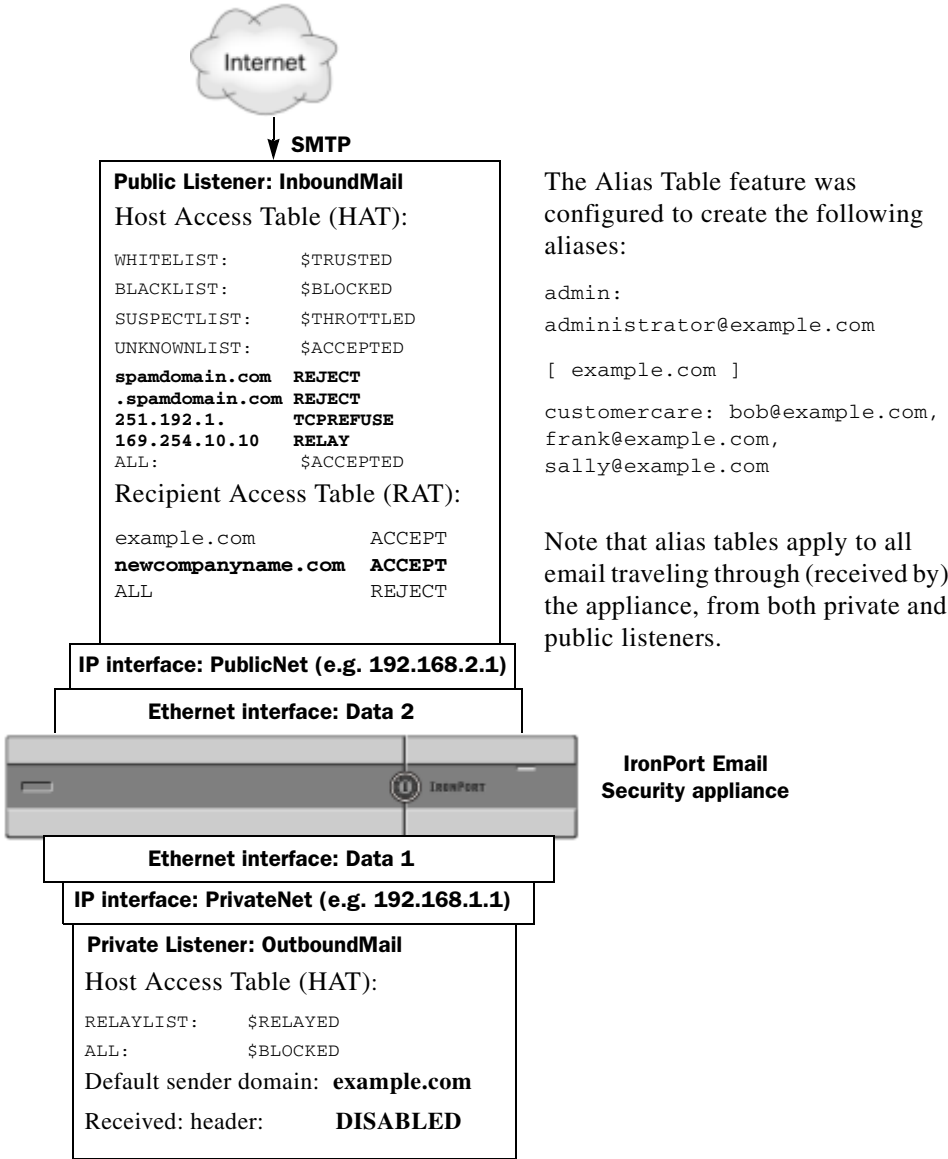 Internet
SMTP
Public Listener: InboundMail
Host Access Table (HAT):
WHITELIST: $TRUSTED
BLACKLIST: $BLOCKED
SUSPECTLIST: $THROTTLED
UNKNOWNLIST: $ACCEPTED
spamdomain.com REJECT
.spamdomain.com REJECT
251.192.1. TCPREFUSE
169.254.10.10 RELAY
ALL: $ACCEPTED
Recipient Access Table (RAT):
example.com ACCEPT
newcompanyname.com ACCEPT
ALL REJECT
IP interface: PublicNet (e.g. 192.168.2.1)
Ethernet interface: Data 2
The Alias Table feature was
configured to create the following
aliases:
admin:
administrator@example.com
[ example.com ]
customercare: bob@example.com,
frank@example.com,
sally@example.com
Note that alias tables apply to all
email traveling through (received by)
the appliance, from both private and
public listeners.
IRONPORT
IronPort Email
Security appliance
Ethernet interface: Data 1
IP interface: PrivateNet (e.g. 192.168.1.1)
Private Listener: OutboundMail
Host Access Table (HAT):
RELAYLIST: $RELAYED
ALL: $BLOCKED
Default sender domain: example.com
Received: header: DISABLED